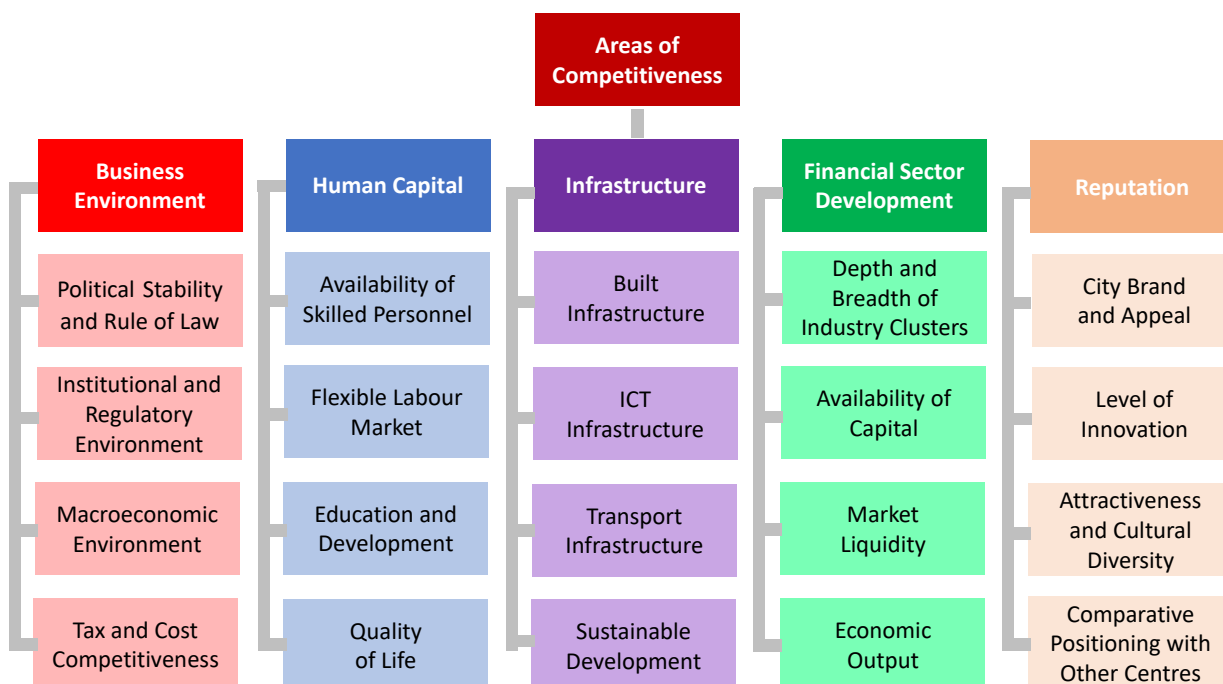 Areas of
Competitiveness
Business
Environment
Human Capital
Infrastructure
Financial Sector
Development
Reputation
Political Stability
and Rule of Law
Availability of
Skilled Personnel
Built
Infrastructure
Depth and
Breadth of
Industry Clusters
City Brand
and Appeal
Institutional and
Regulatory
Environment
Flexible Labour
Market
ICT
Infrastructure
Availability of
Capital
Level of
Innovation
Macroeconomic
Environment
Education and
Development
Transport
Infrastructure
Market
Liquidity
Attractiveness
and Cultural
Diversity
Tax and Cost
Competitiveness
Quality
of Life
Sustainable
Development
Economic
Output
Comparative
Positioning with
Other Centres